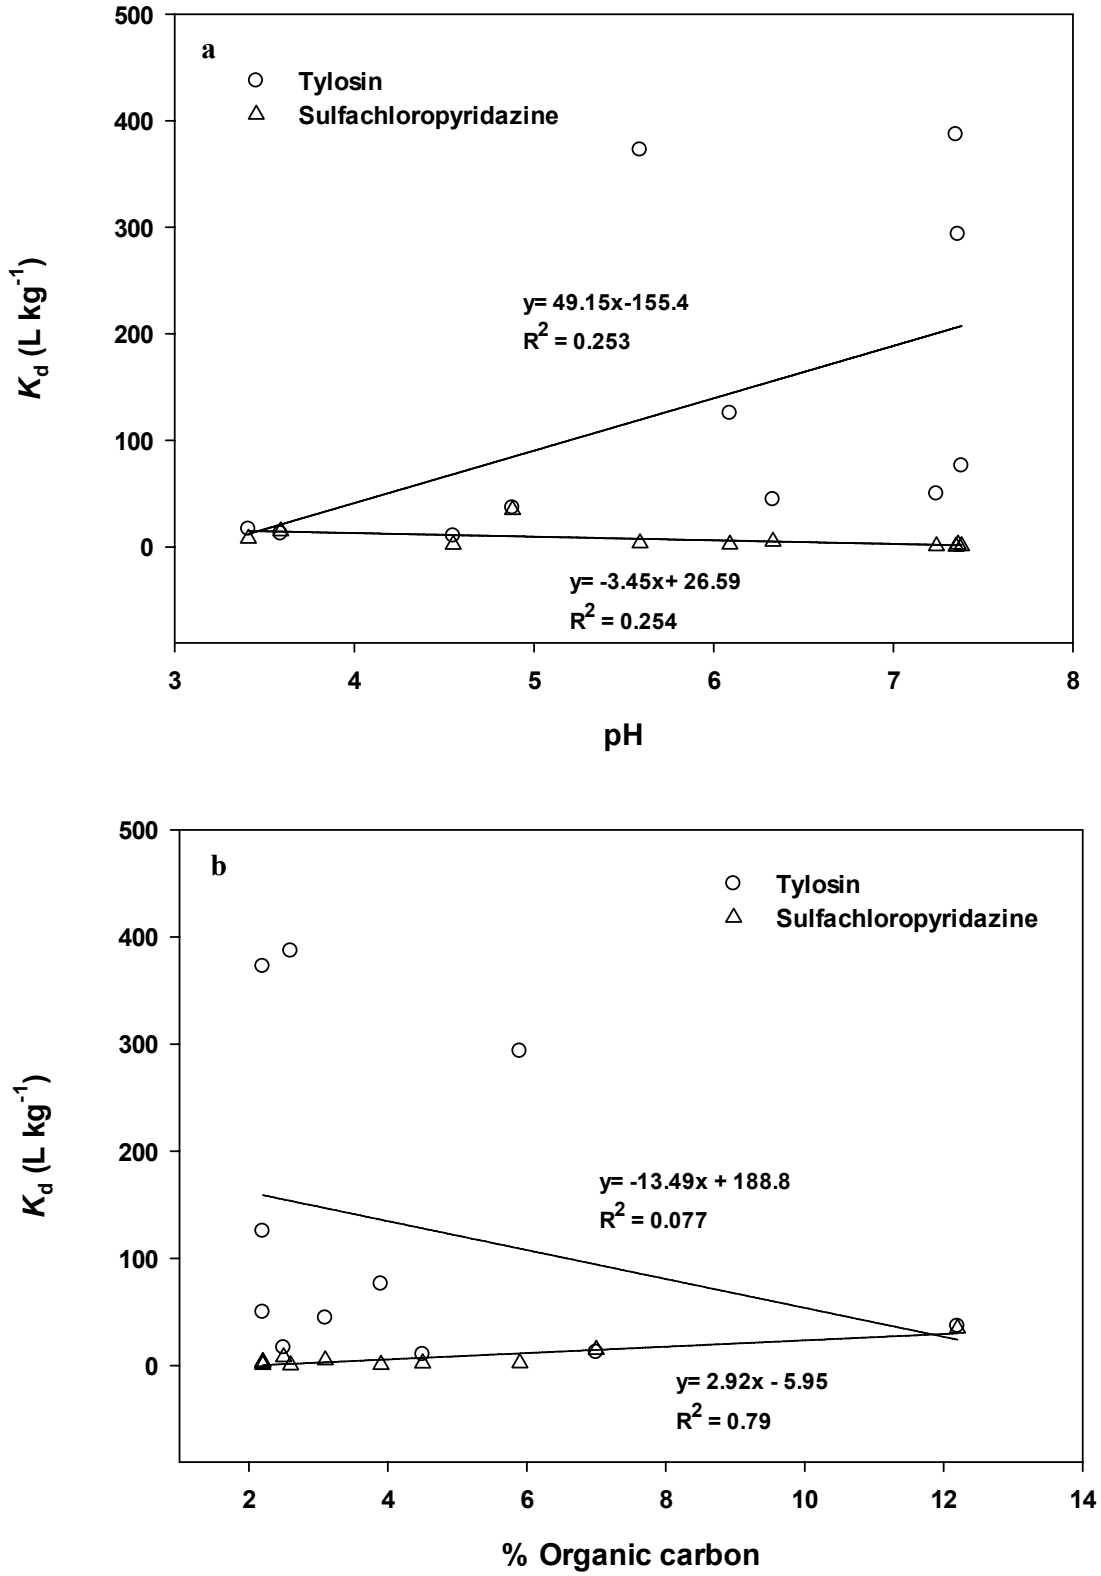 a
Tylosin
Sulfachloropyridazine
500
400
300
200
100
0
Kd (L kg-1)
y= 49.15x-155.4
R2 = 0.253
y= -3.45x+ 26.59
R2 = 0.254
3 4 5 6 7 8
pH
b
Tylosin
Sulfachloropyridazine
500
400
300
200
100
0
Kd (L kg-1)
y= -13.49x + 188.8
R2 = 0.077
y= 2.92x - 5.95
R2 = 0.79
2 4 6 8 10 12 14
% Organic carbon